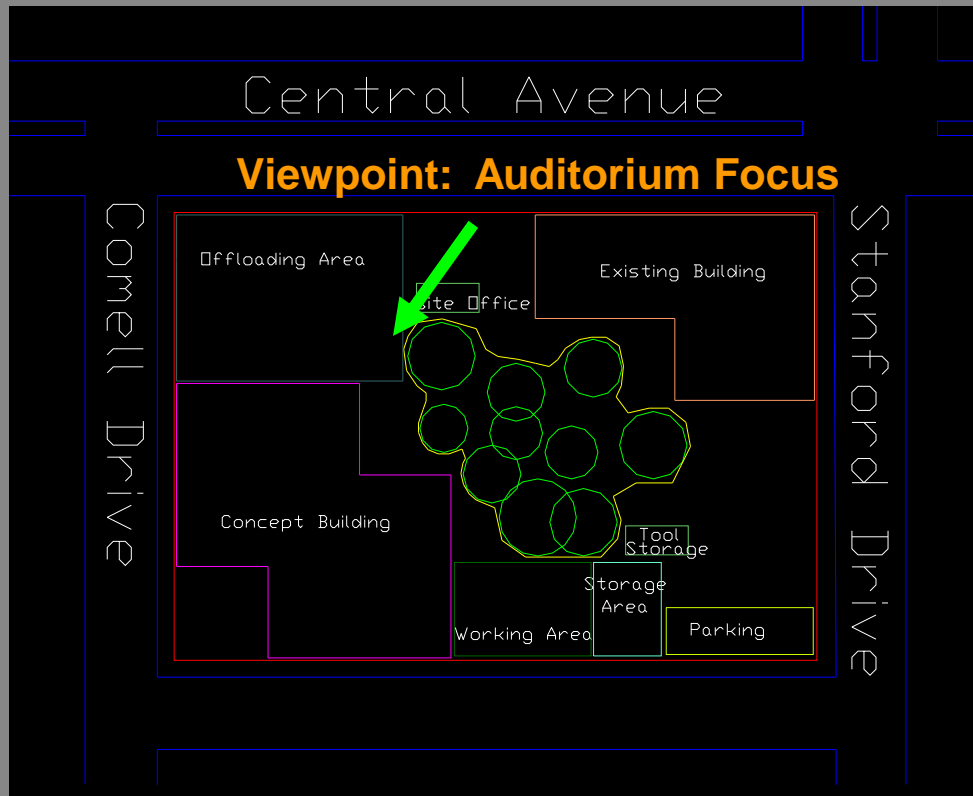 Central Avenue
Viewpoint: Auditorium Focus
Comell Drive
Stanford Drive
Offloading Area
Existing Building
Site Office
Concept Building
Tool
Storage
Storage
Area
Working Area
Parking